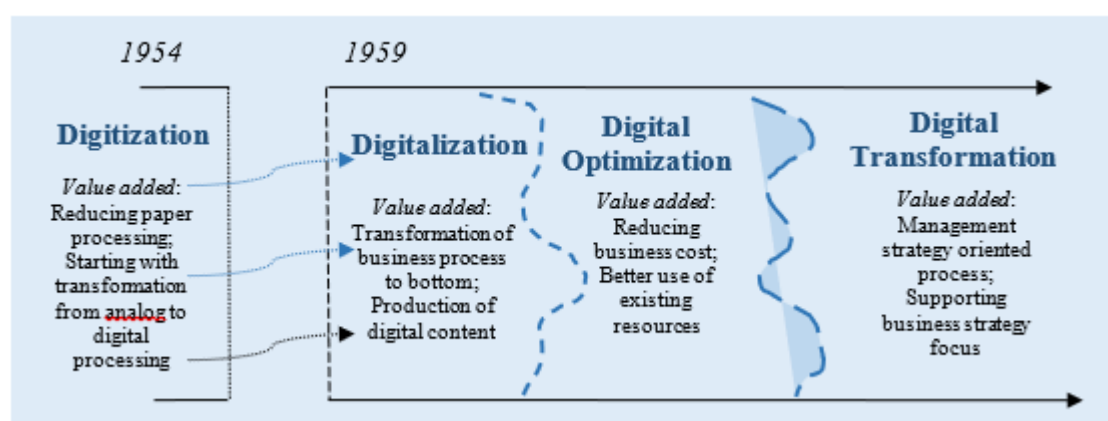 1954
1959
Digitization
Value added:
Reducing paper
processing;
Starting with
transformation
from analog to
digital
processing
Digitalization
Value added:
Transformation of
business process
to bottom;
Production of
digital content
Digital
Optimization
Value added:
Reducing
business cost;
Better use of
existing
resources
Digital
Transformation
Value added:
Management
strategy oriented
process;
Supporting
business strategy
focus